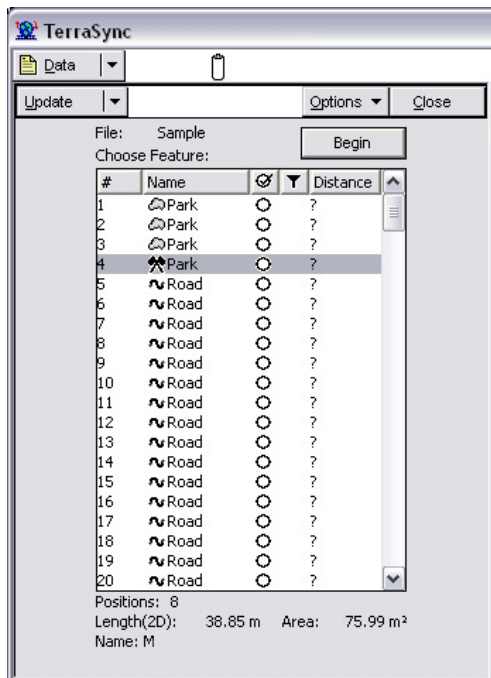 TerraSync
Data
Update Options Close
File: Sample
Begin
Choose Feature:
# Name Distance
1 Park ?
2 Park ?
3 Park ?
4 Park ?
5 Road ?
6 Road ?
7 Road ?
8 Road ?
9 Road ?
10 Road ?
11 Road ?
12 Road ?
13 Road ?
14 Road ?
15 Road ?
16 Road ?
17 Road ?
18 Road ?
19 Road ?
20 Road ?
Positions: 8
Length(2D): 38.85 m Area: 75.99 m²
Name: M